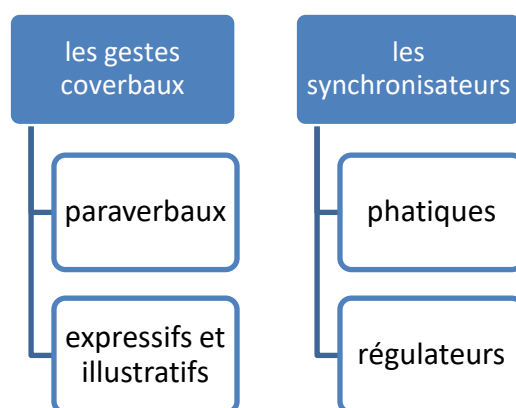 les gestes
coverbaux
paraverbaux
expressifs et
illustratifs
les
synchronisateurs
phatiques
régulateurs